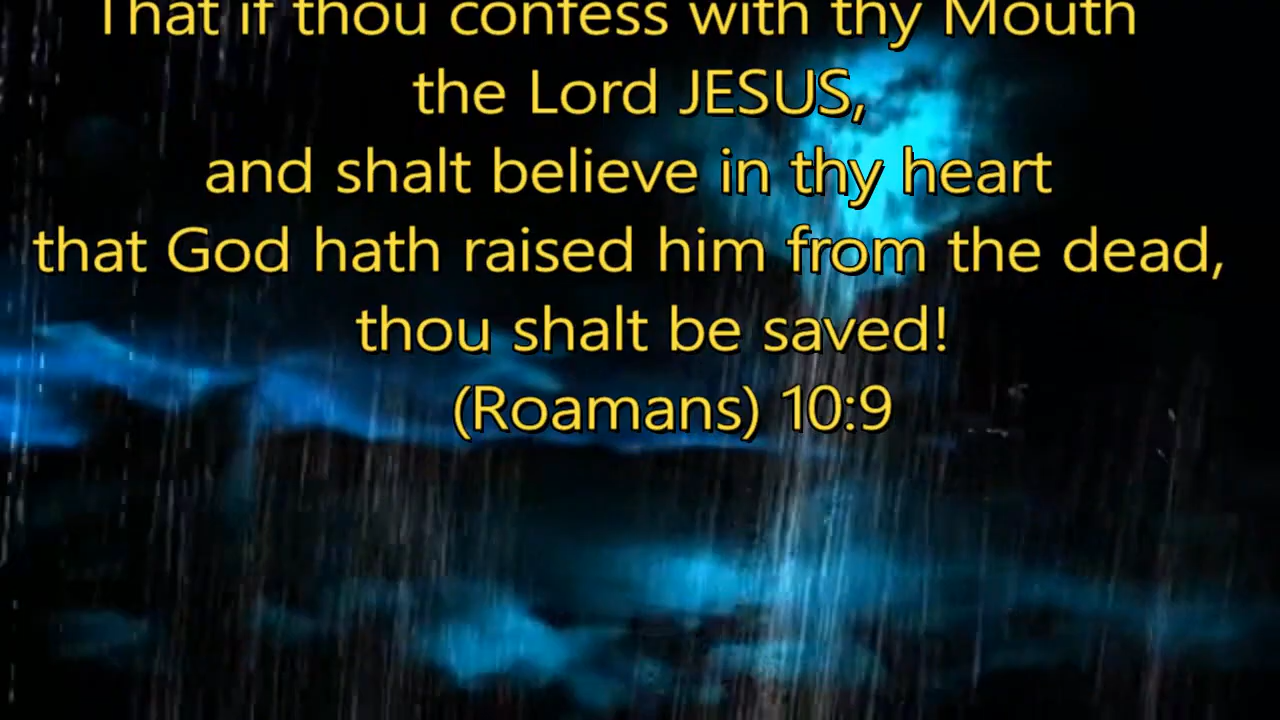 That if thou confess with thy Mouth
the Lord JESUS,
and shalt believe in thy heart
that God hath raised him from the dead,
thou shalt be saved!
(Roamans) 10:9